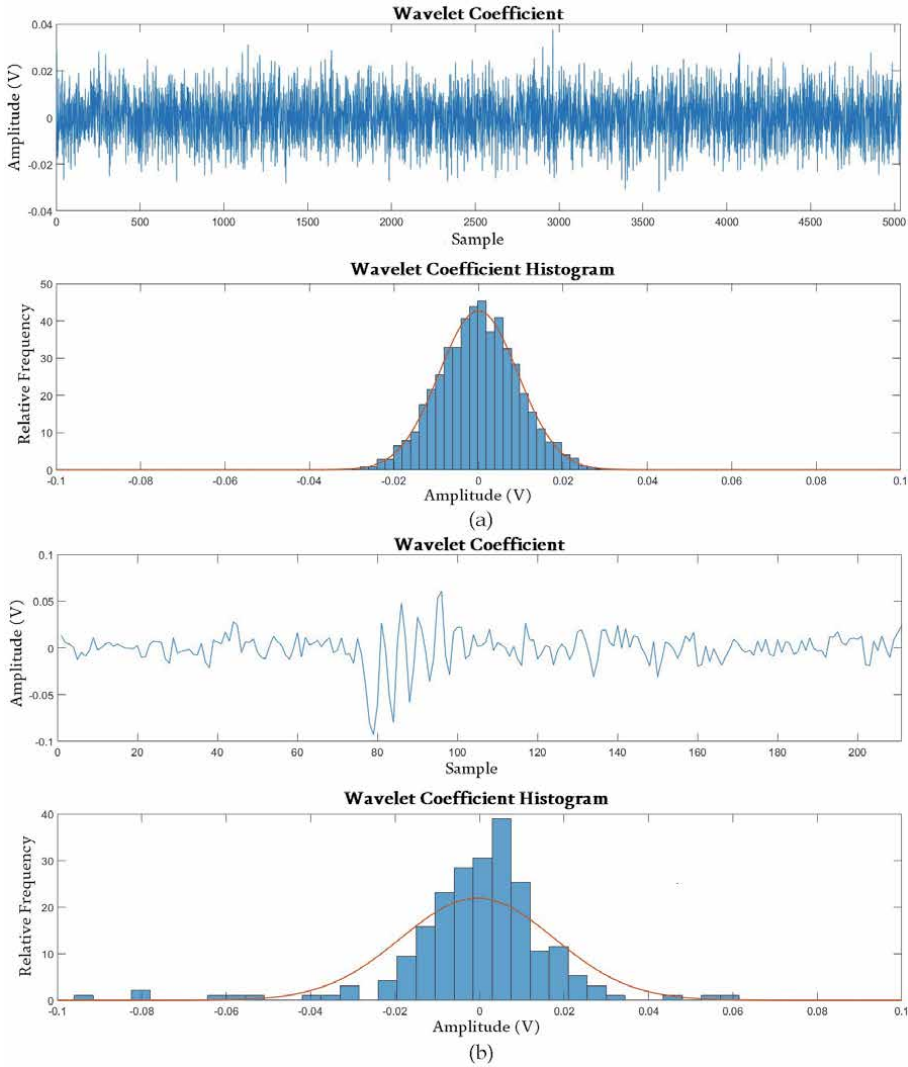 Wavelet Coefficient
0.04
0.02
0
-0.02
-0.04
Amplitude (V)
0 500 1000 1500 2000 2500 3000 3500 4000 4500 5000
Sample
Wavelet Coefficient Histogram
50
40
30
20
10
0
Relative Frequency
-0.1 -0.08 -0.06 -0.04 -0.02 0 0.02 0.04 0.06 0.08 0.1
Amplitude (V)
(a)
Wavelet Coefficient
0.1
0.05
0
-0.05
-0.1
Amplitude (V)
0 20 40 60 80 100 120 140 160 180 200
Sample
Wavelet Coefficient Histogram
40
30
20
10
0
Relative Frequency
-0.1 -0.08 -0.06 -0.04 -0.02 0 0.02 0.04 0.06 0.08 0.1
Amplitude (V)
(b)